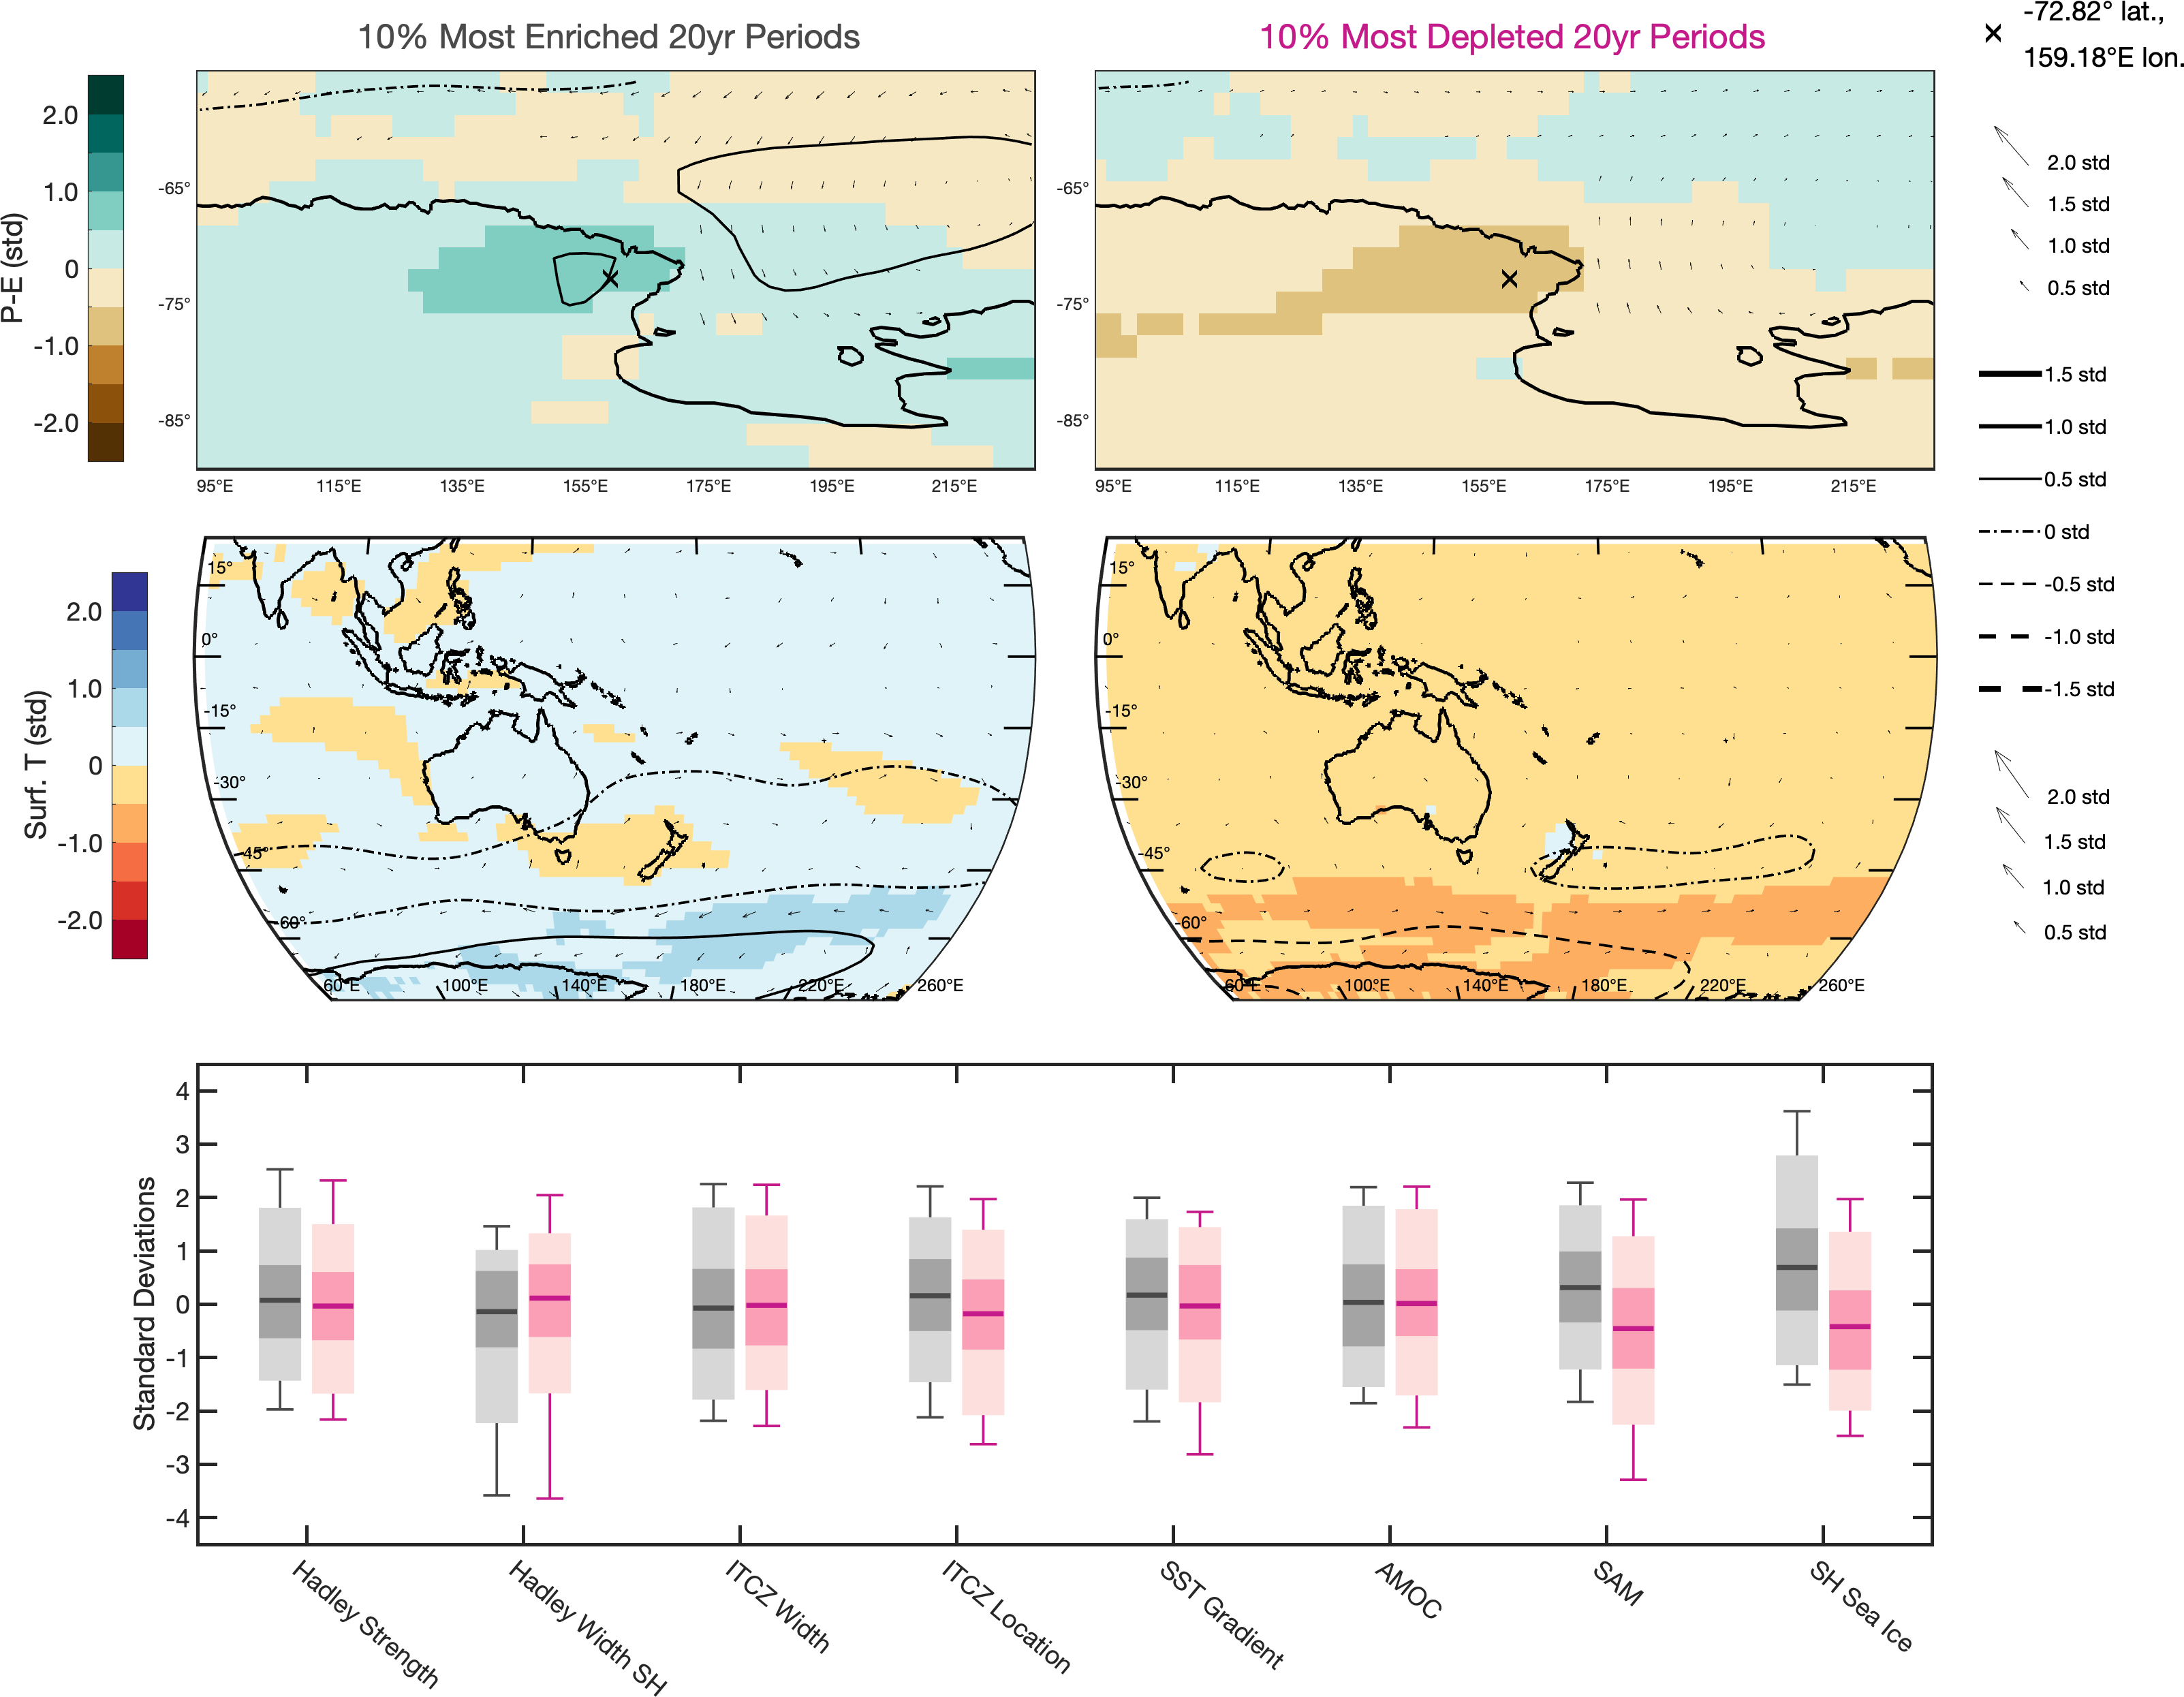 10% Most Enriched 20yr Periods
10% Most Depleted 20yr Periods
-72.82° lat.,
159.18°E lon.
P-E (std)
2.0
1.0
0
-1.0
-2.0
-65°
-75°
-85°
95°E 115°E 135°E 155°E 175°E 195°E 215°E
-65°
-75°
-85°
95°E 115°E 135°E 155°E 175°E 195°E 215°E
2.0 std
1.5 std
1.0 std
0.5 std
1.5 std
1.0 std
0.5 std
0 std
-0.5 std
-1.0 std
-1.5 std
2.0 std
1.5 std
1.0 std
0.5 std
Surf. T (std)
2.0
1.0
0
-1.0
-2.0
15°
0°
-15°
-30°
-45°
-60°
60°E 100°E 140°E 180°E 220°E 260°E
15°
0°
-15°
-30°
-45°
-60°
60°E 100°E 140°E 180°E 220°E 260°E
Standard Deviations
4
3
2
1
0
-1
-2
-3
-4
Hadley Strength
Hadley Width SH
ITCZ Width
ITCZ Location
SST Gradient
AMOC
SAM
SH Sea Ice